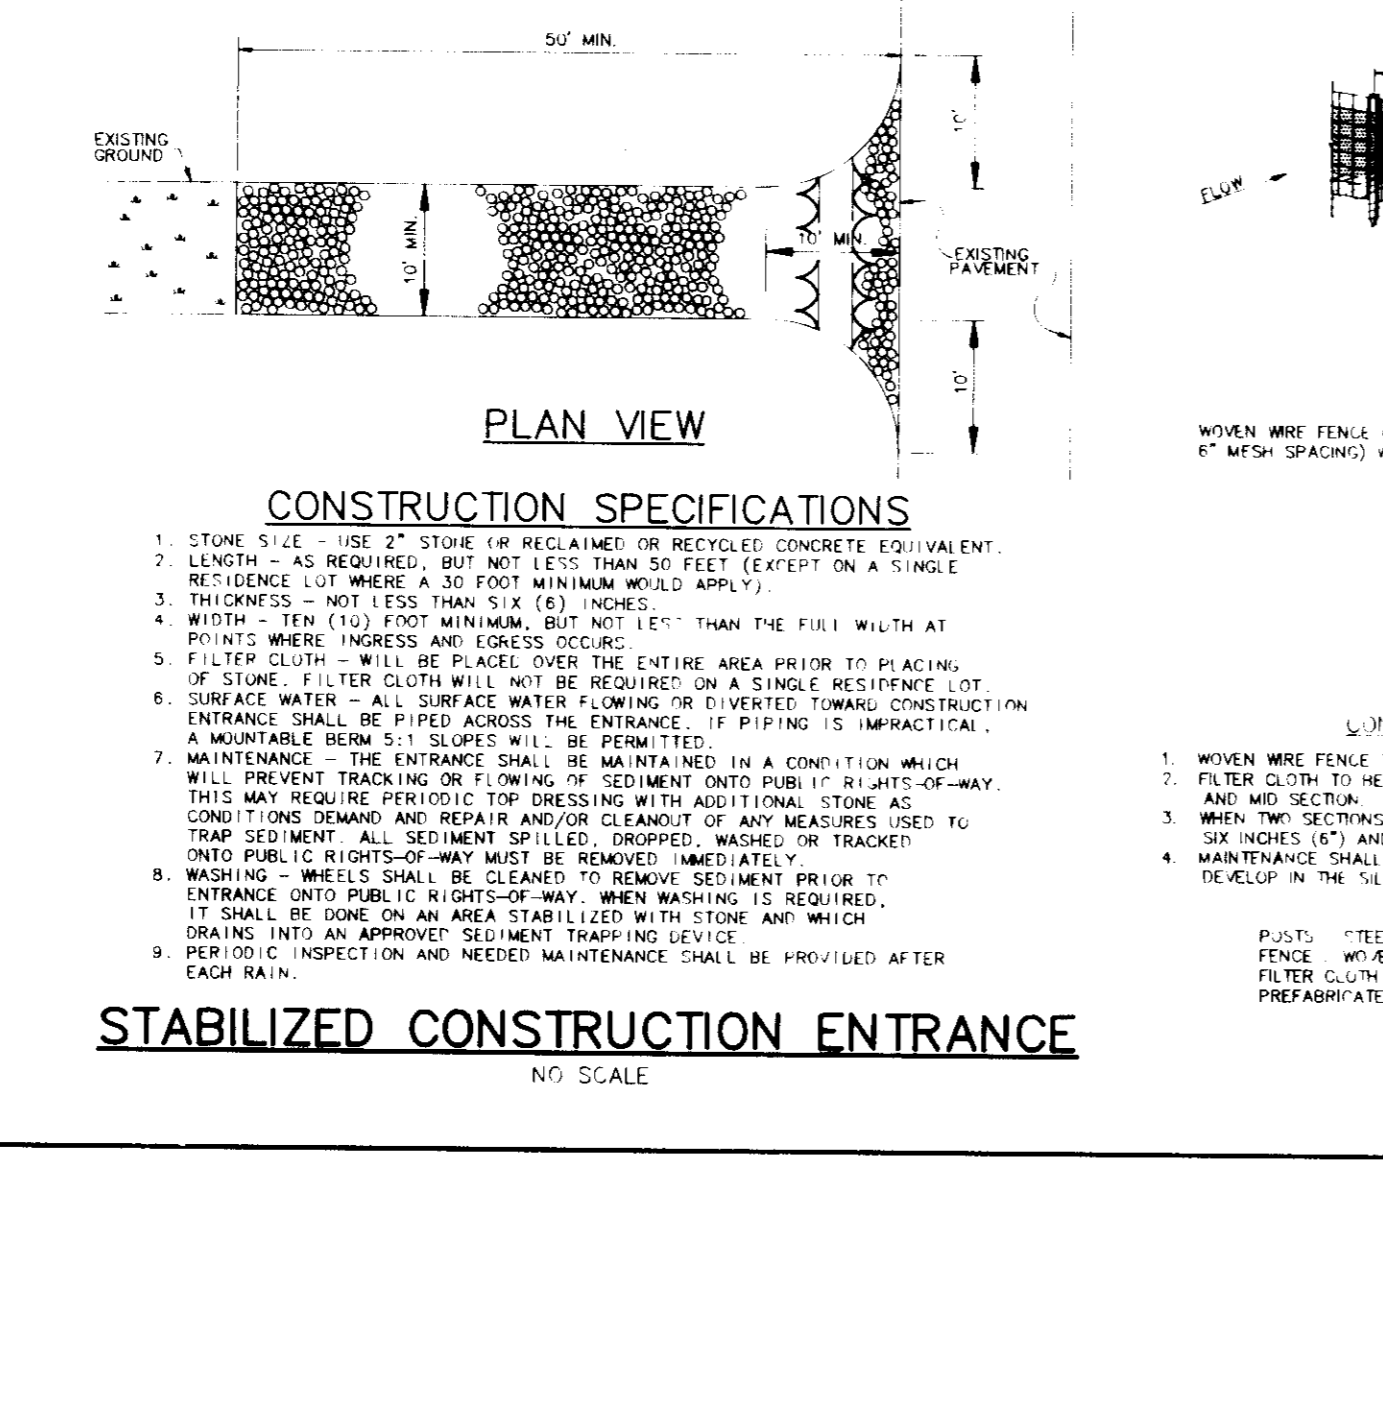 50' MIN.
EXISTING
GROUND
10' MIN.
10' MIN.
10'
EXISTING
PAVEMENT
10'
PLAN VIEW
CONSTRUCTION SPECIFICATIONS
1. STONE SIZE - USE 2" STONE OR RECLAIMED OR RECYCLED CONCRETE EQUIVALENT.
2. LENGTH - AS REQUIRED, BUT NOT LESS THAN 50 FEET (EXCEPT ON A SINGLE
RESIDENCE LOT WHERE A 30 FOOT MINIMUM WOULD APPLY).
3. THICKNESS - NOT LESS THAN SIX (6) INCHES.
4. WIDTH - TEN (10) FOOT MINIMUM, BUT NOT LESS THAN THE FULL WIDTH AT
POINTS WHERE INGRESS AND EGRESS OCCURS.
5. FILTER CLOTH - WILL BE PLACED OVER THE ENTIRE AREA PRIOR TO PLACING
OF STONE. FILTER CLOTH WILL NOT BE REQUIRED ON A SINGLE RESIDENCE LOT.
6. SURFACE WATER - ALL SURFACE WATER FLOWING OR DIVERTED TOWARD CONSTRUCTION
ENTRANCE SHALL BE PIPED ACROSS THE ENTRANCE. IF PIPING IS IMPRACTICAL,
A MOUNTABLE BERM 5:1 SLOPES WILL BE PERMITTED.
7. MAINTENANCE - THE ENTRANCE SHALL BE MAINTAINED IN A CONDITION WHICH
WILL PREVENT TRACKING OR FLOWING OF SEDIMENT ONTO PUBLIC RIGHTS-OF-WAY.
THIS MAY REQUIRE PERIODIC TOP DRESSING WITH ADDITIONAL STONE AS
CONDITIONS DEMAND AND REPAIR AND/OR CLEANOUT OF ANY MEASURES USED TO
TRAP SEDIMENT. ALL SEDIMENT SPILLED, DROPPED, WASHED OR TRACKED
ONTO PUBLIC RIGHTS-OF-WAY MUST BE REMOVED IMMEDIATELY.
8. WASHING - WHEELS SHALL BE CLEANED TO REMOVE SEDIMENT PRIOR TO
ENTRANCE ONTO PUBLIC RIGHTS-OF-WAY. WHEN WASHING IS REQUIRED,
IT SHALL BE DONE ON AN AREA STABILIZED WITH STONE AND WHICH
DRAINS INTO AN APPROVED SEDIMENT TRAPPING DEVICE.
9. PERIODIC INSPECTION AND NEEDED MAINTENANCE SHALL BE PROVIDED AFTER
EACH RAIN.
STABILIZED CONSTRUCTION ENTRANCE
NO SCALE
FLOW
WOVEN WIRE FENCE
6" MESH SPACING)
1. WOVEN WIRE FENCE
2. FILTER CLOTH TO BE
AND MID SECTION.
3. WHEN TWO SECTIONS
SIX INCHES (6")
4. MAINTENANCE SHALL
DEVELOP IN THE
POSTS
FENCE
FILTER CLOTH